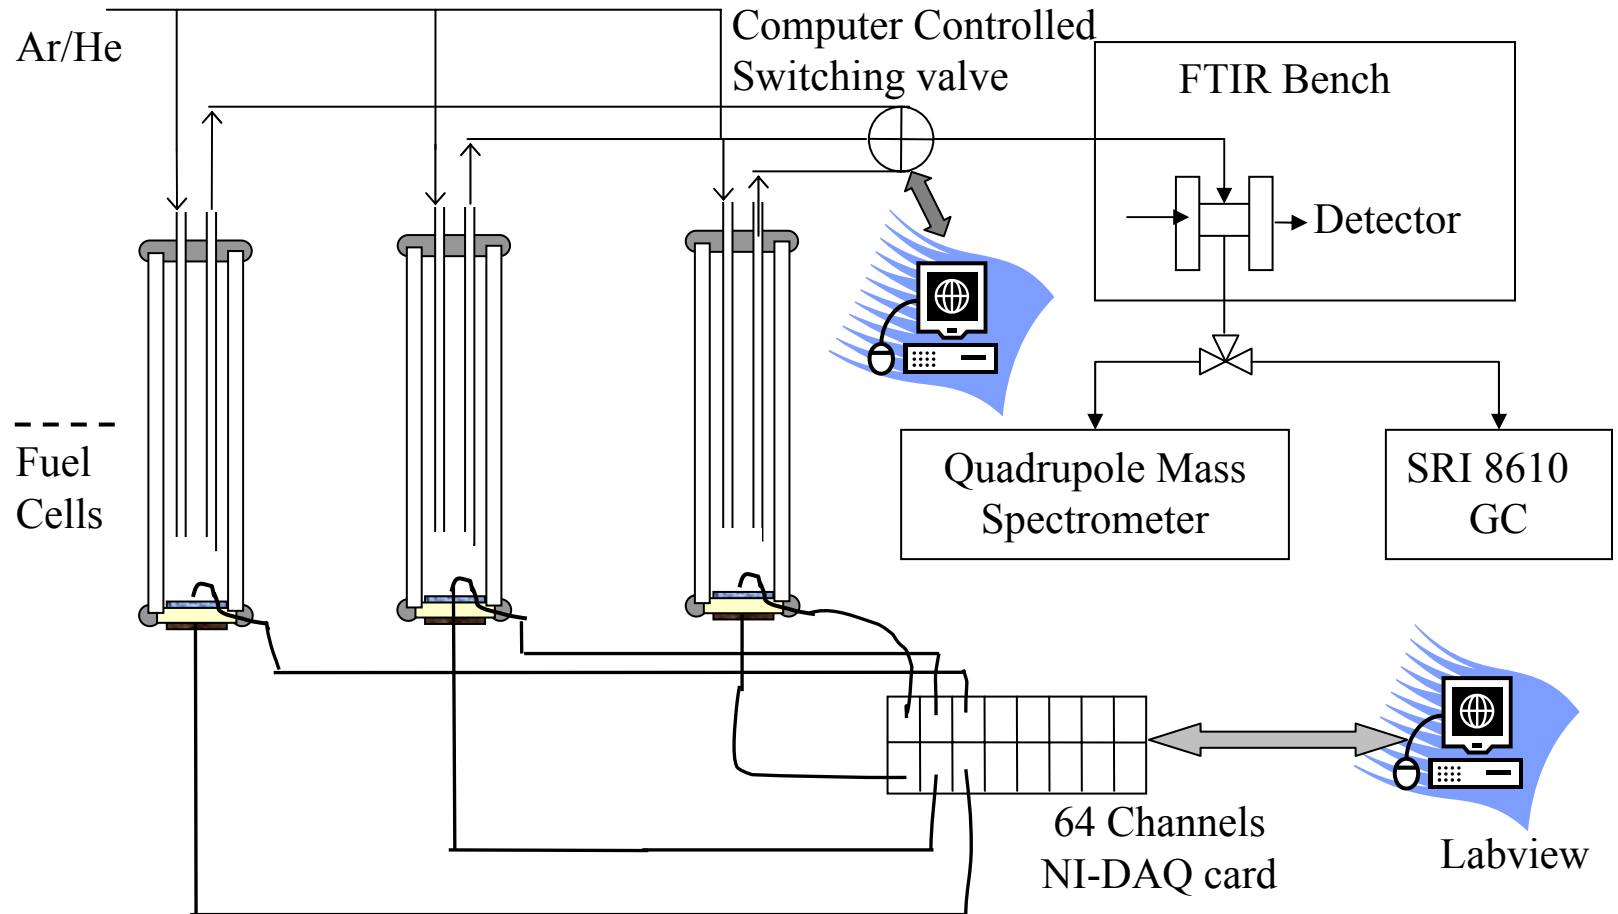 Ar/He
Computer Controlled
Switching valve
FTIR Bench
Detector
Fuel
Cells
Quadrupole Mass
Spectrometer
SRI 8610
GC
64 Channels
NI-DAQ card
Labview